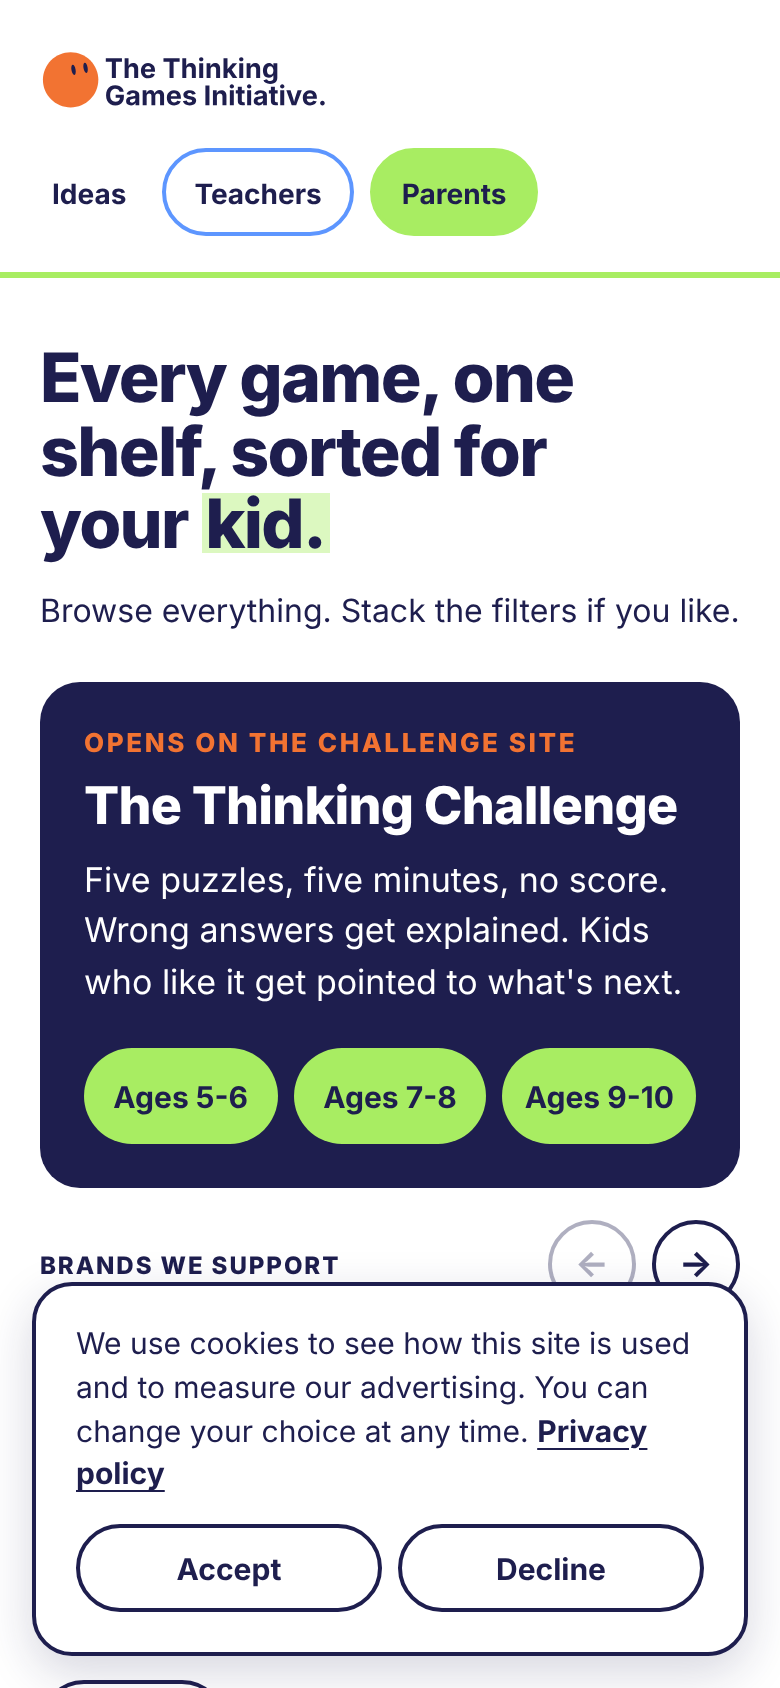 The Thinking
Games Initiative.
Ideas
Teachers
Parents
Every game, one
shelf, sorted for
your kid.
Browse everything. Stack the filters if you like.
OPENS ON THE CHALLENGE SITE
The Thinking Challenge
Five puzzles, five minutes, no score.
Wrong answers get explained. Kids
who like it get pointed to what's next.
Ages 5-6
Ages 7-8
Ages 9-10
BRANDS WE SUPPORT
We use cookies to see how this site is used
and to measure our advertising. You can
change your choice at any time. Privacy
policy
Accept
Decline